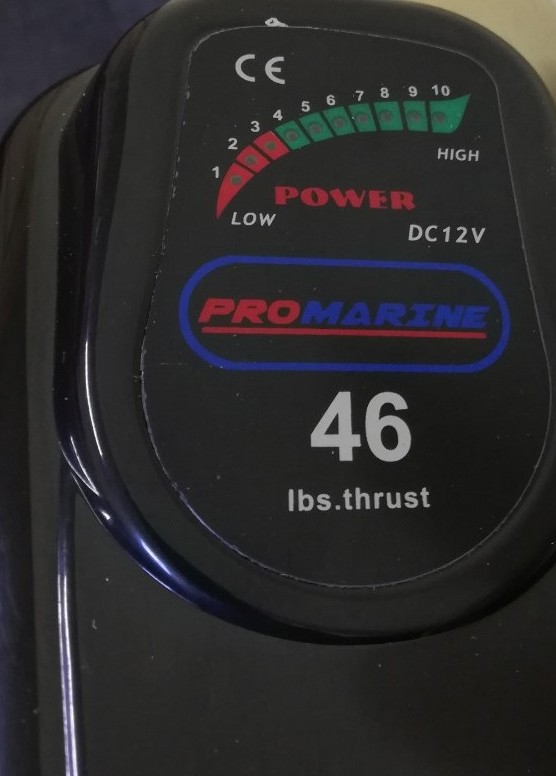 CE
1 2 3 4 5 6 7 8 9 10
HIGH
POWER
LOW
DC12V
PROMARINE
46
lbs.thrust